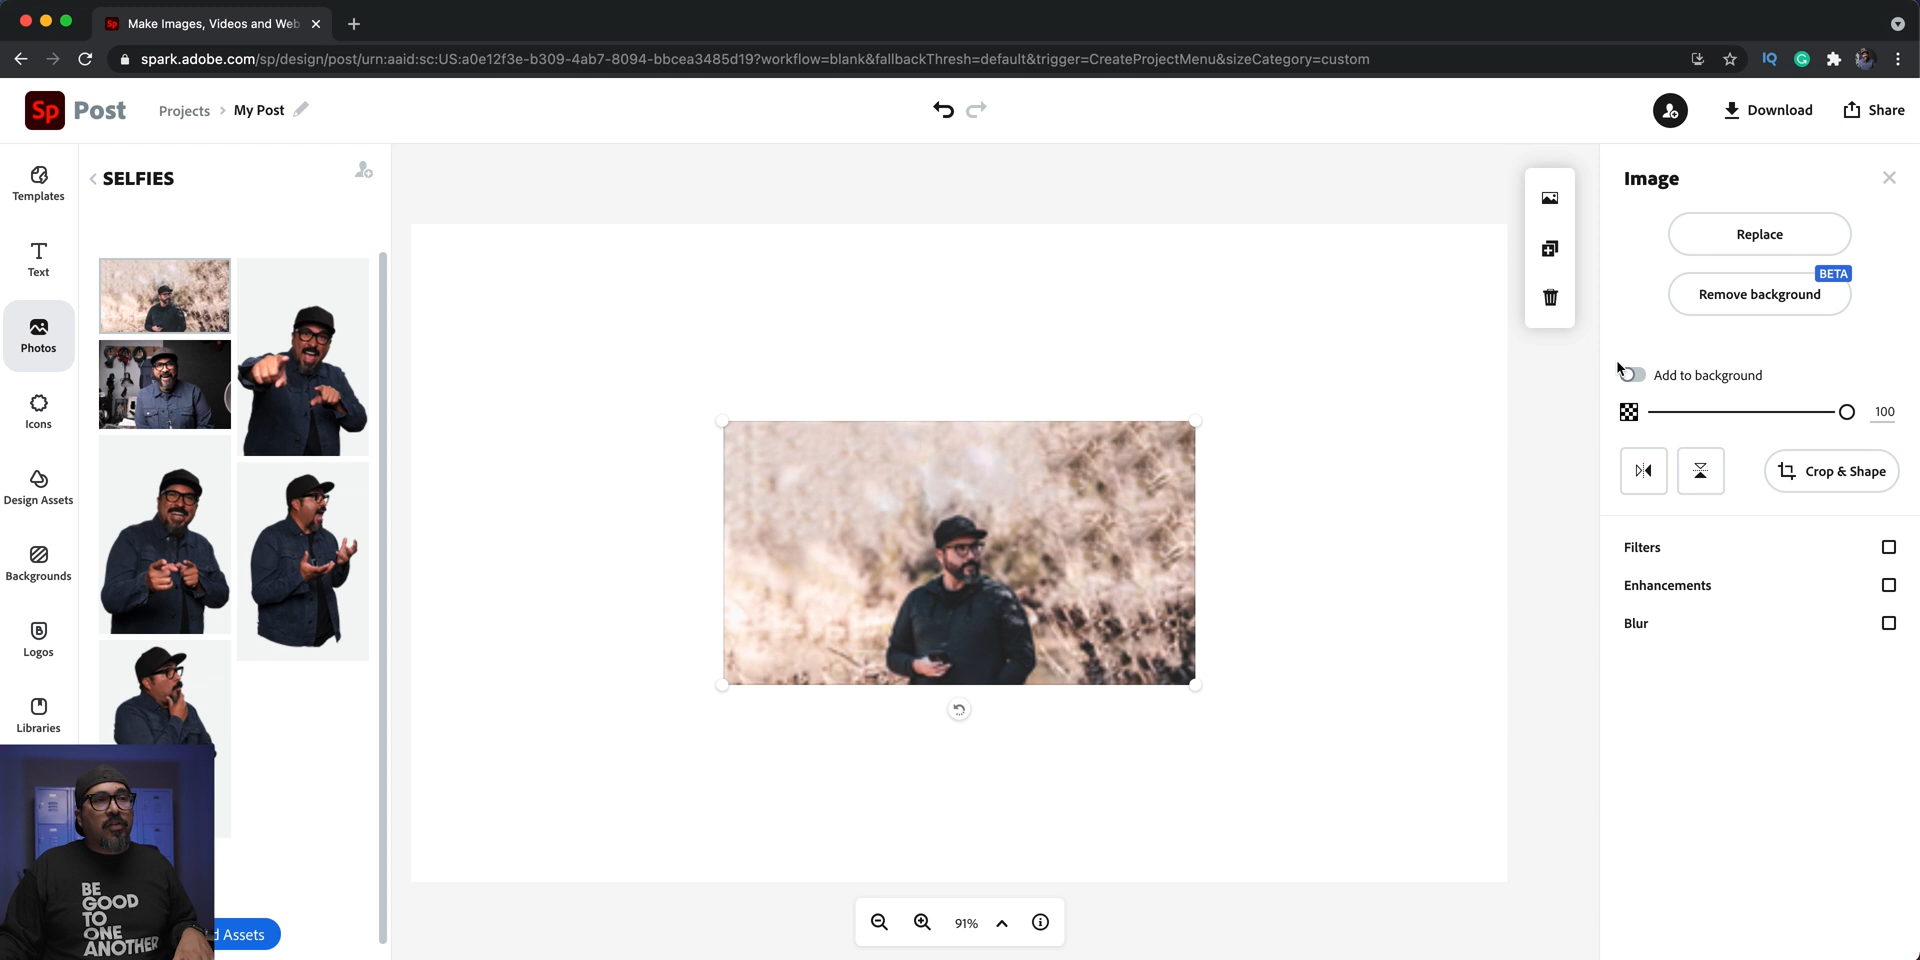 Sp Make Images, Videos and Web
spark.adobe.com/sp/design/post/urn:aaid:sc:US:a0e12f3e-b309-4ab7-8094-bbcea3485d19?workflow=blank&fallbackThresh=default&trigger=CreateProjectMenu&sizeCategory=custom
IQ
G
Sp Post
Projects > My Post
Download
Share
Templates
Text
Photos
Icons
Design Assets
Backgrounds
Logos
Libraries
SELFIES
d Assets
Image
Replace
BETA
Remove background
Add to background
100
Crop & Shape
Filters
Enhancements
Blur
91%
BE
GOOD
TO
ONE
ANOTHER